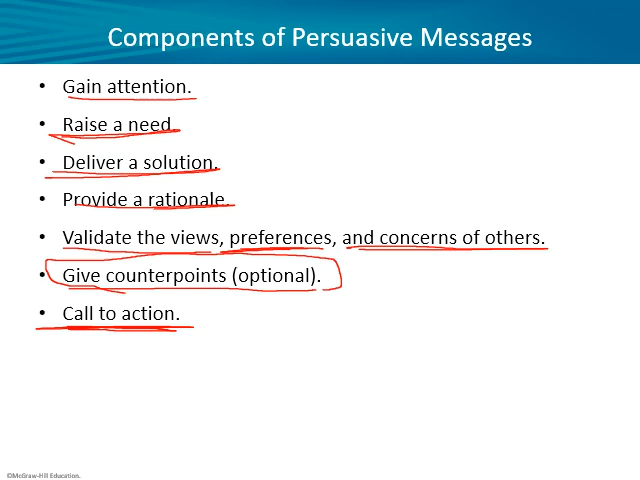 Components of Persuasive Messages
• Gain attention.
• Raise a need.
• Deliver a solution.
• Provide a rationale.
• Validate the views, preferences, and concerns of others.
• Give counterpoints (optional).
• Call to action.
©McGraw-Hill Education.